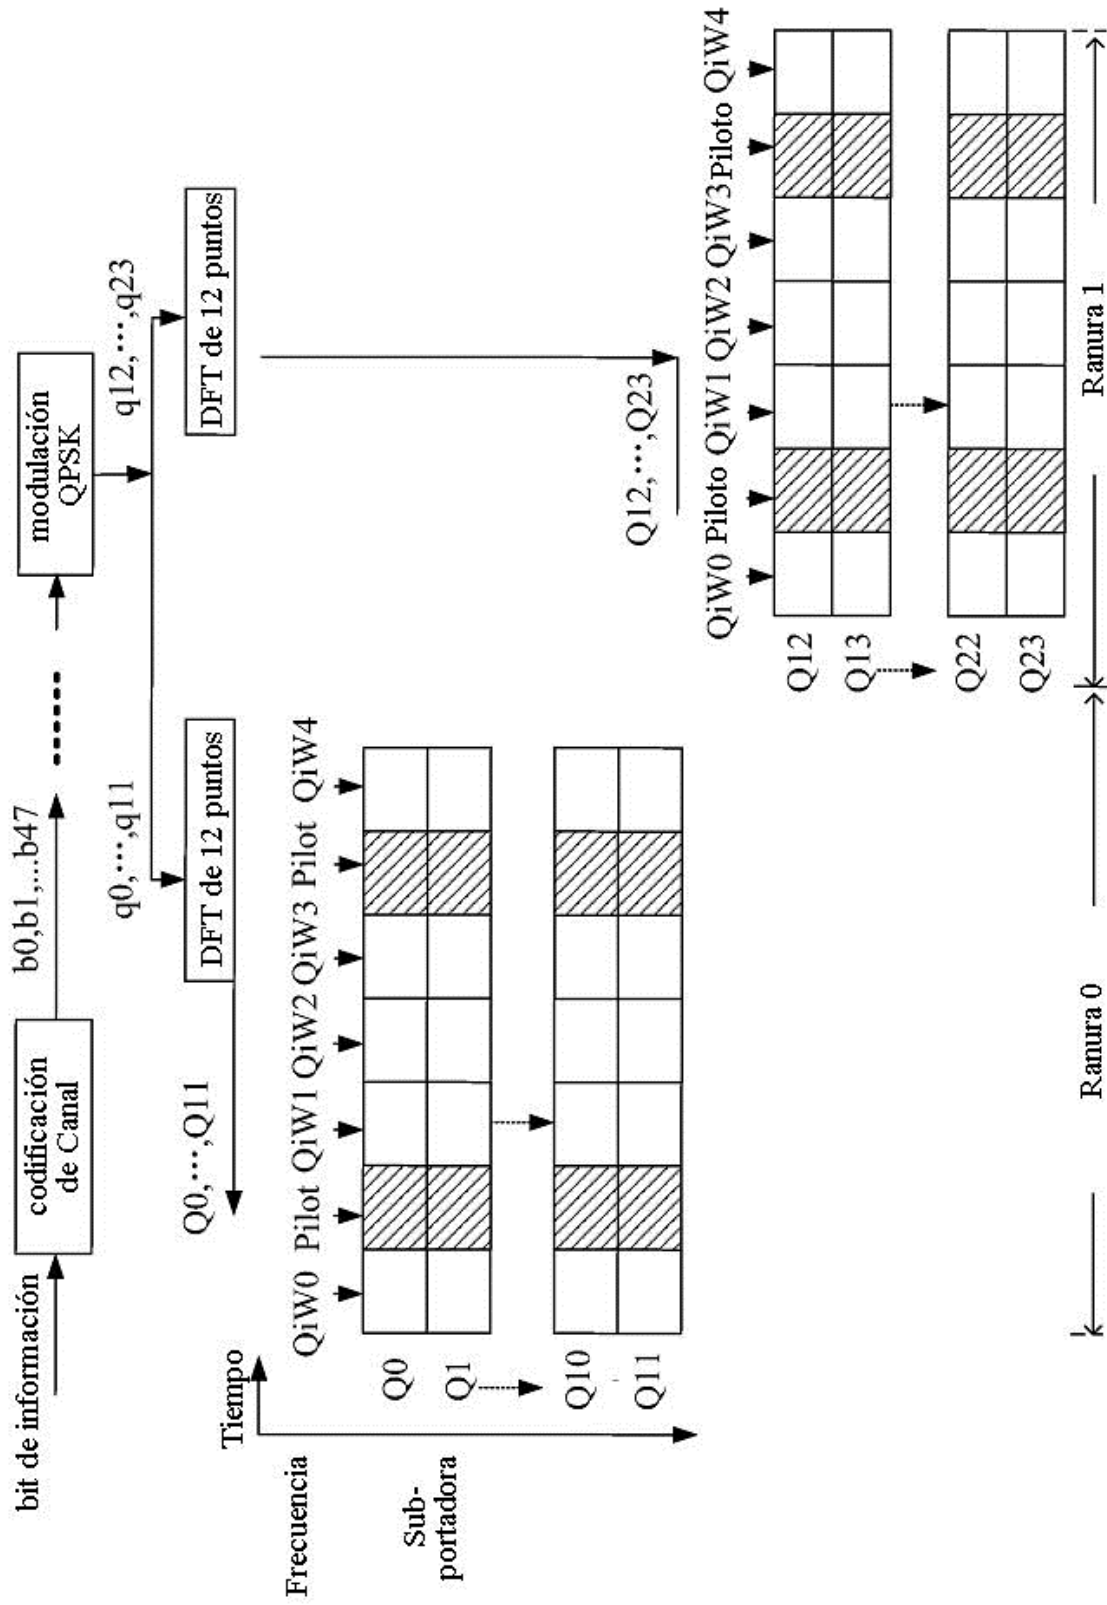 bit de información
codificación
de Canal
b0,b1,...b47
modulación
QPSK
q0,···,q11
q12,···,q23
DFT de 12 puntos
DFT de 12 puntos
Q0,···,Q11
Tiempo
Frecuencia
Sub-
portadora
QiW0 Pilot QiW1 QiW2 QiW3 Pilot QiW4
Q0
Q1
Q10
Q11
Q12,···,Q23
QiW0 Piloto QiW1 QiW2 QiW3 Piloto QiW4
Q12
Q13
Q22
Q23
Ranura 0
Ranura 1